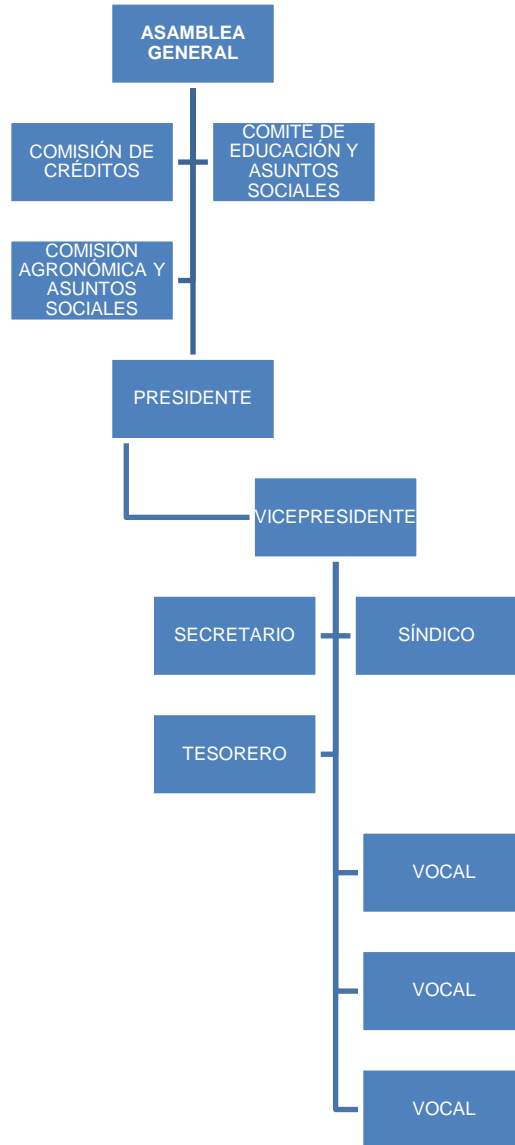 ASAMBLEA
GENERAL
COMISIÓN DE
CRÉDITOS
COMITÉ DE
EDUCACIÓN Y
ASUNTOS
SOCIALES
COMISIÓN
AGRONÓMICA Y
ASUNTOS
SOCIALES
PRESIDENTE
VICEPRESIDENTE
SECRETARIO
SÍNDICO
TESORERO
VOCAL
VOCAL
VOCAL